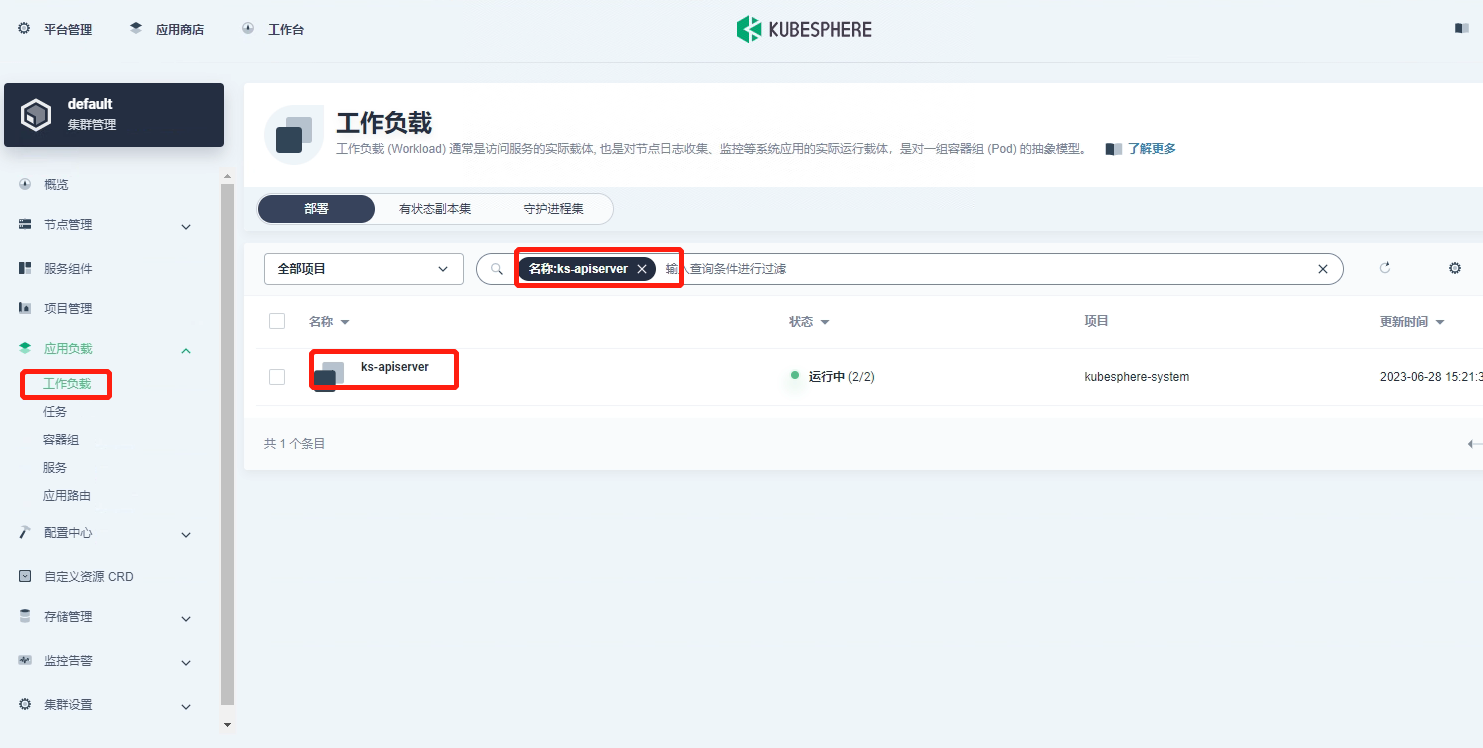 平台管理 应用商店 工作台 KUBESPHERE
default
集群管理
概览
节点管理
服务组件
项目管理
应用负载
工作负载
任务
容器组
服务
应用路由
配置中心
自定义资源 CRD
存储管理
监控告警
集群设置
工作负载
工作负载 (Workload) 通常是访问服务的实际载体, 也是对节点日志收集、监控等系统应用的实际运行载体，是对一组容器组 (Pod) 的抽象模型。 了解更多
部署 有状态副本集 守护进程集
全部项目 名称:ks-apiserver 输入查询条件进行过滤
名称 状态 项目 更新时间
ks-apiserver 运行中 (2/2) kubesphere-system 2023-06-28 15:21:3
共 1 个条目